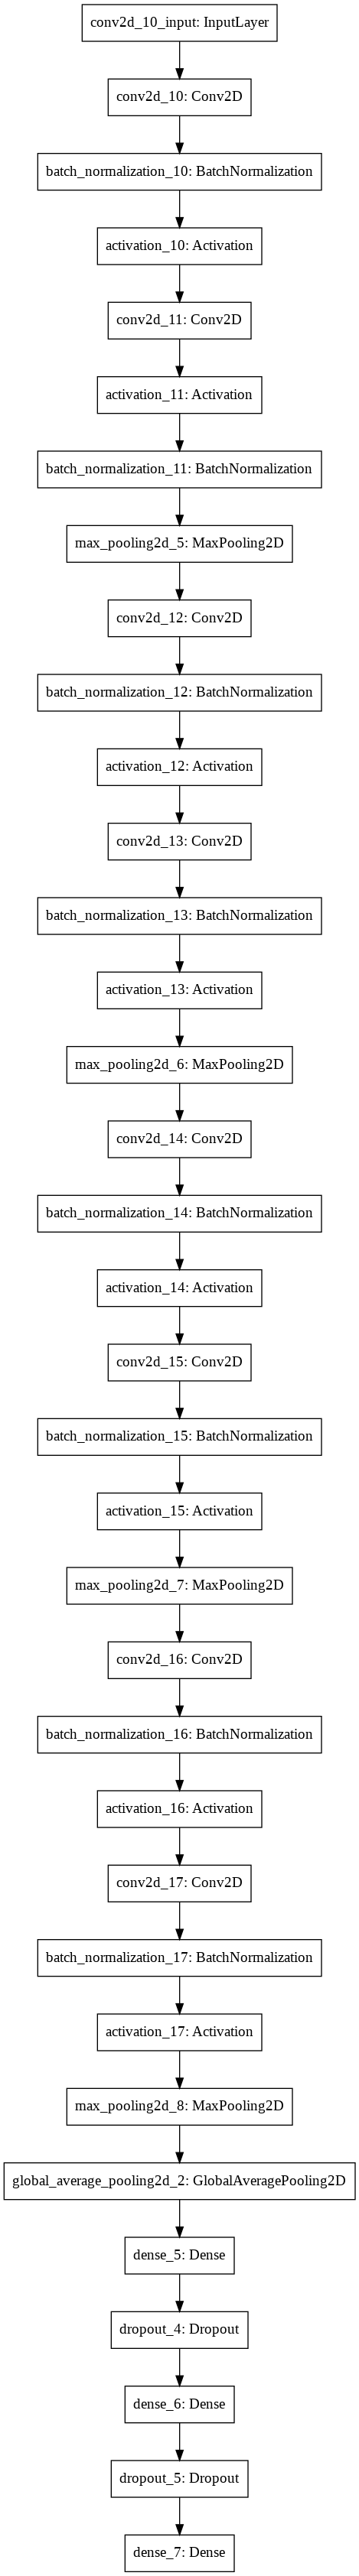 conv2d_10_input: InputLayer
conv2d_10: Conv2D
batch_normalization_10: BatchNormalization
activation_10: Activation
conv2d_11: Conv2D
activation_11: Activation
batch_normalization_11: BatchNormalization
max_pooling2d_5: MaxPooling2D
conv2d_12: Conv2D
batch_normalization_12: BatchNormalization
activation_12: Activation
conv2d_13: Conv2D
batch_normalization_13: BatchNormalization
activation_13: Activation
max_pooling2d_6: MaxPooling2D
conv2d_14: Conv2D
batch_normalization_14: BatchNormalization
activation_14: Activation
conv2d_15: Conv2D
batch_normalization_15: BatchNormalization
activation_15: Activation
max_pooling2d_7: MaxPooling2D
conv2d_16: Conv2D
batch_normalization_16: BatchNormalization
activation_16: Activation
conv2d_17: Conv2D
batch_normalization_17: BatchNormalization
activation_17: Activation
max_pooling2d_8: MaxPooling2D
global_average_pooling2d_2: GlobalAveragePooling2D
dense_5: Dense
dropout_4: Dropout
dense_6: Dense
dropout_5: Dropout
dense_7: Dense